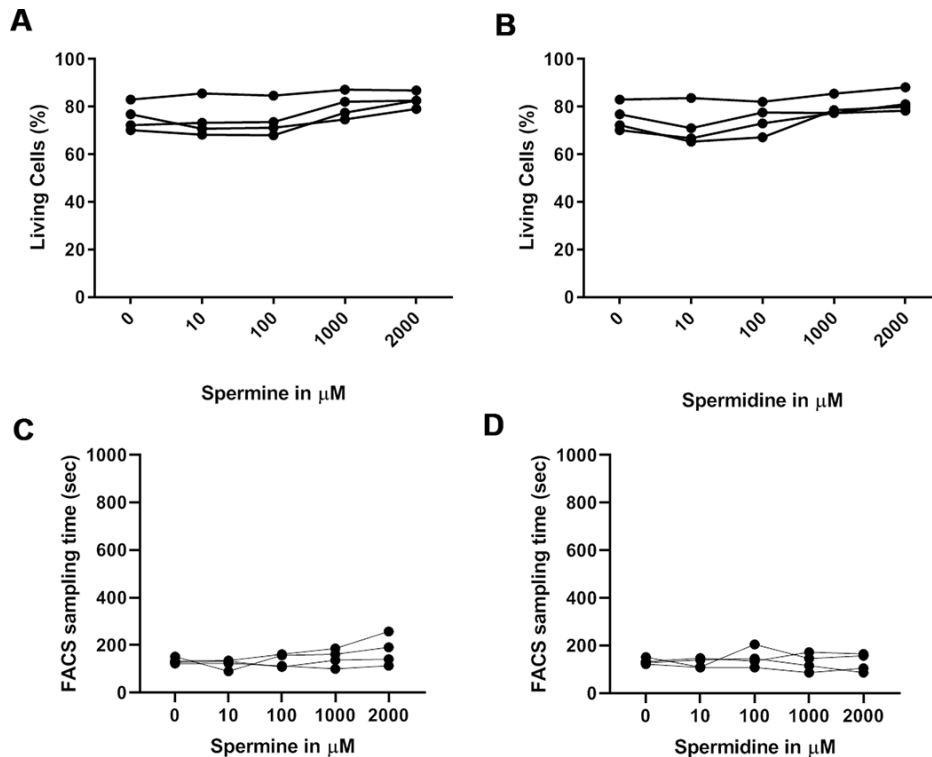 A
Living Cells (%)
100
80
60
40
20
0
0 10 100 1000 2000
Spermine in μM
B
Living Cells (%)
100
80
60
40
20
0
0 10 100 1000 2000
Spermidine in μM
C
FACS sampling time (sec)
1000
800
600
400
200
0
0 10 100 1000 2000
Spermine in μM
D
FACS sampling time (sec)
1000
800
600
400
200
0
0 10 100 1000 2000
Spermidine in μM